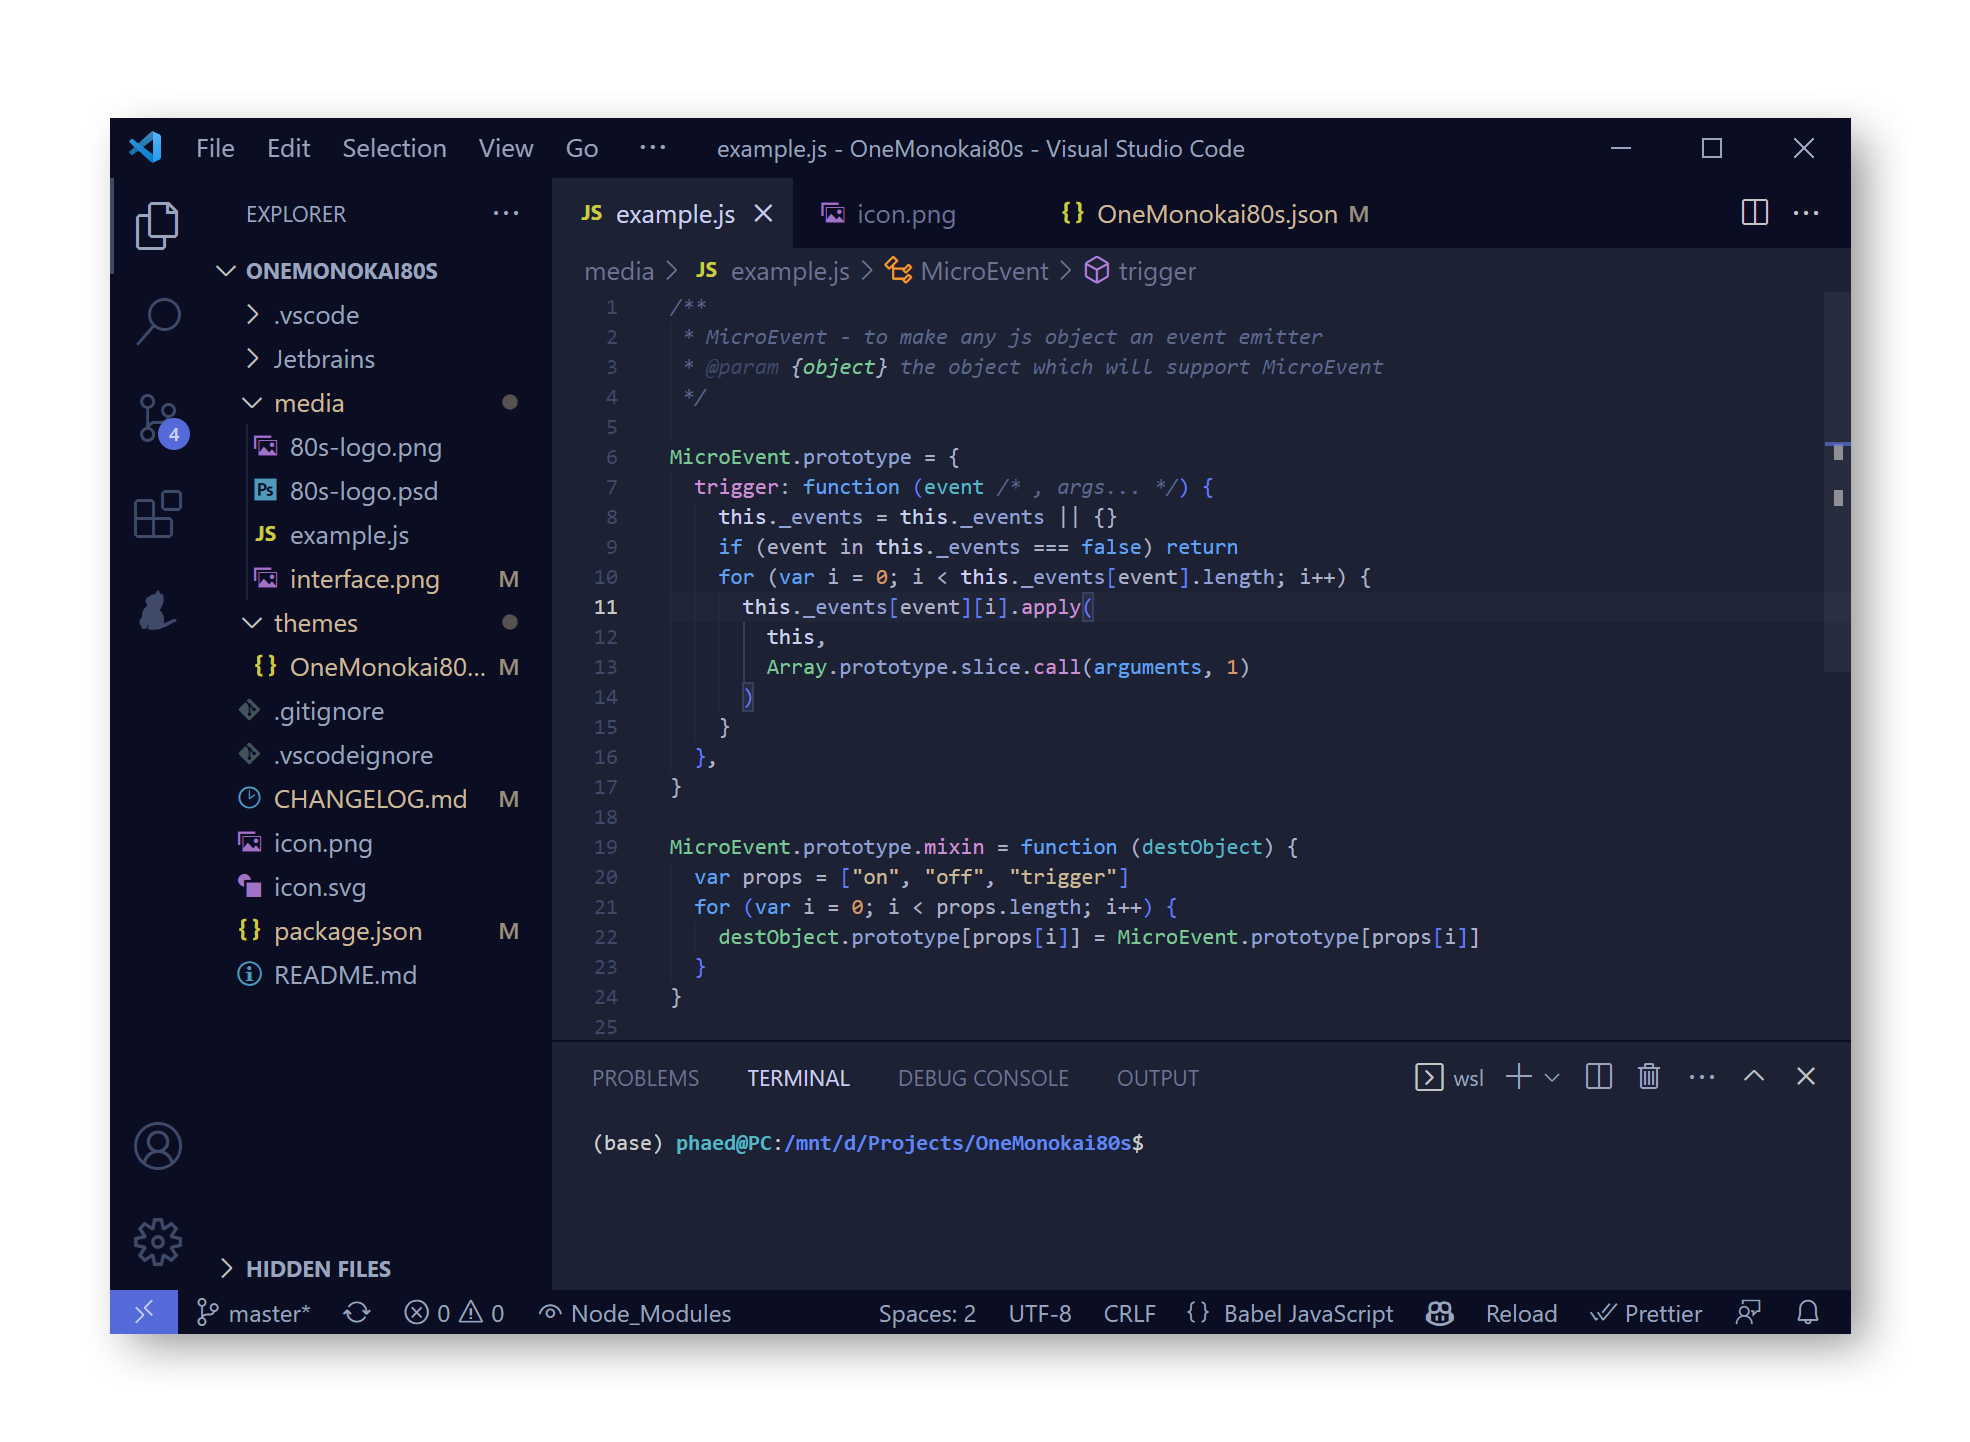 File Edit Selection View Go ··· example.js - OneMonokai80s - Visual Studio Code
EXPLORER ···
ONEMONOKAI80S
.vscode
Jetbrains
media
80s-logo.png
Ps 80s-logo.psd
JS example.js
interface.png M
themes
{} OneMonokai80... M
.gitignore
.vscodeignore
CHANGELOG.md M
icon.png
icon.svg
{} package.json M
README.md
HIDDEN FILES
4
JS example.js icon.png {} OneMonokai80s.json M ···
media > JS example.js > MicroEvent > trigger
1 /**
2  * MicroEvent - to make any js object an event emitter
3  * @param {object} the object which will support MicroEvent
4  */
5
6 MicroEvent.prototype = {
7   trigger: function (event /* , args... */) {
8     this._events = this._events || {}
9     if (event in this._events === false) return
10     for (var i = 0; i < this._events[event].length; i++) {
11       this._events[event][i].apply(
12         this,
13         Array.prototype.slice.call(arguments, 1)
14       )
15     }
16   },
17 }
18
19 MicroEvent.prototype.mixin = function (destObject) {
20   var props = ["on", "off", "trigger"]
21   for (var i = 0; i < props.length; i++) {
22     destObject.prototype[props[i]] = MicroEvent.prototype[props[i]]
23   }
24 }
25
PROBLEMS TERMINAL DEBUG CONSOLE OUTPUT wsl ···
(base) phaed@PC:/mnt/d/Projects/OneMonokai80s$
master* 0 0 Node_Modules Spaces: 2 UTF-8 CRLF {} Babel JavaScript Reload Prettier